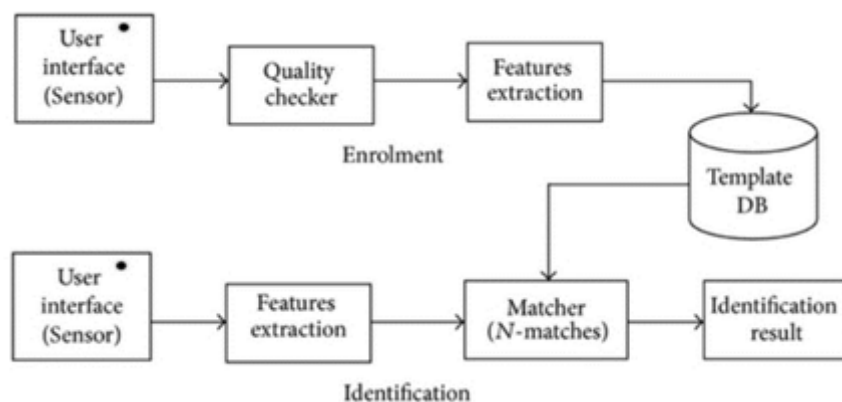 User
interface
(Sensor)
Quality
checker
Features
extraction
Enrolment
Template
DB
User
interface
(Sensor)
Features
extraction
Matcher
(N-matches)
Identification
result
Identification